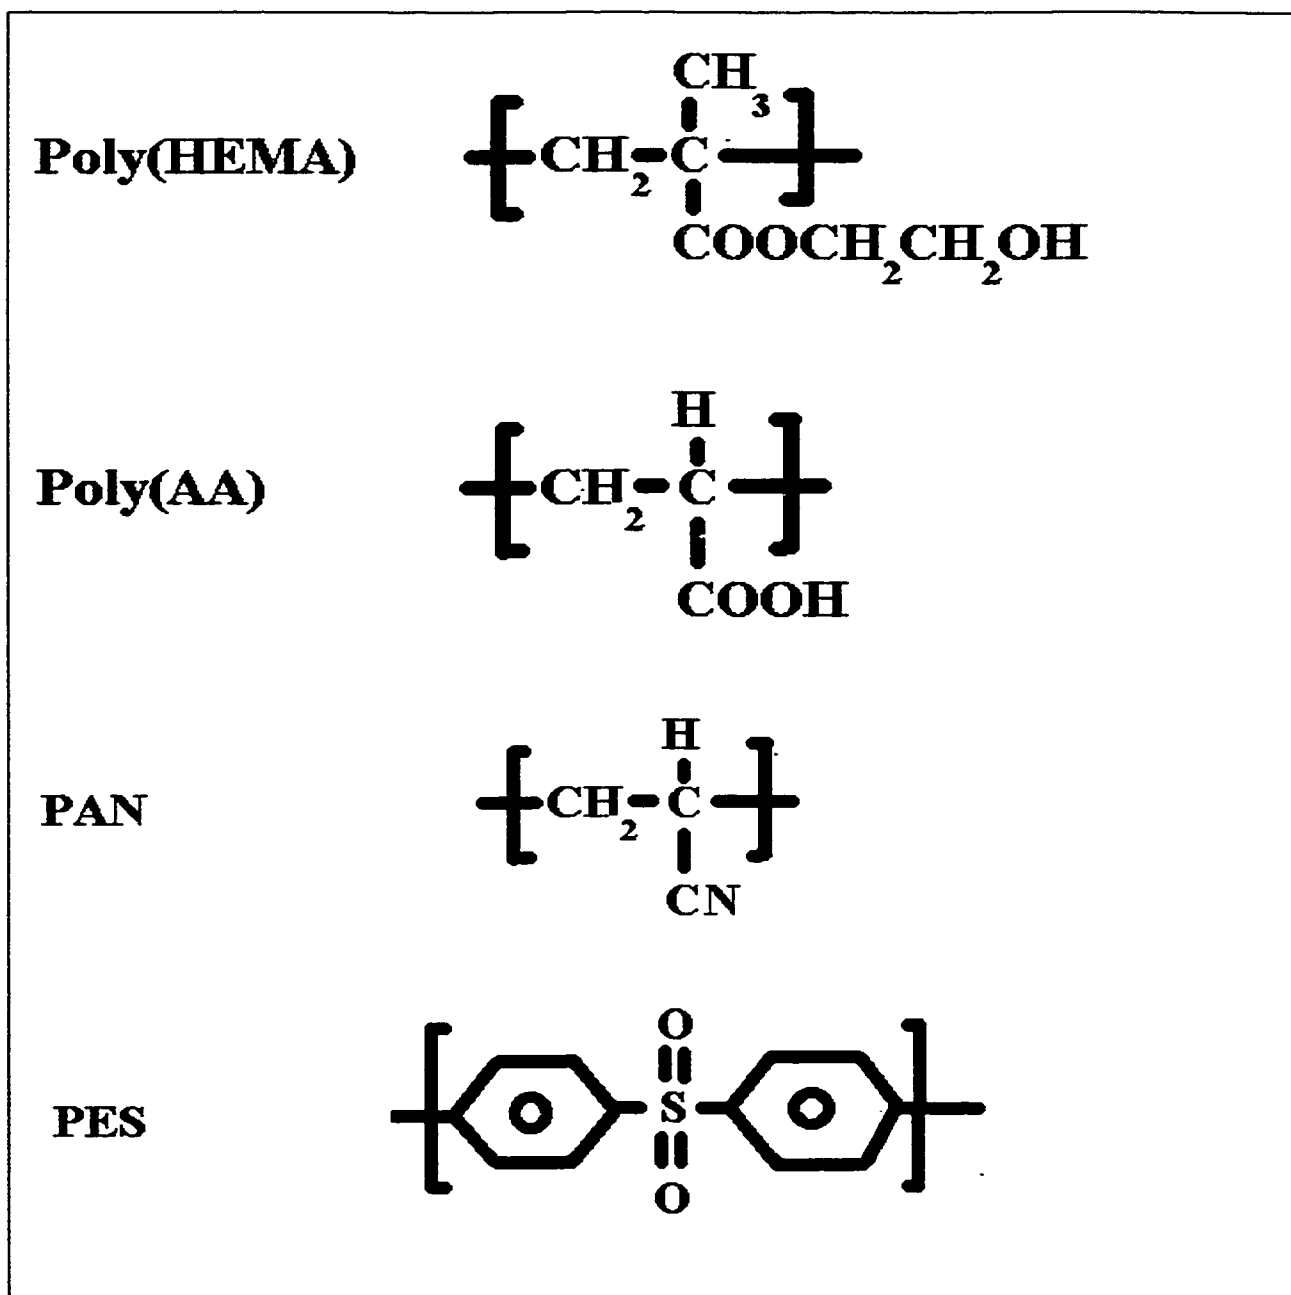 CH3
Poly(HEMA) CH2-C
COOCH2CH2OH
H
Poly(AA) CH2-C
COOH
H
PAN CH2-C
CN
O
PES S
O